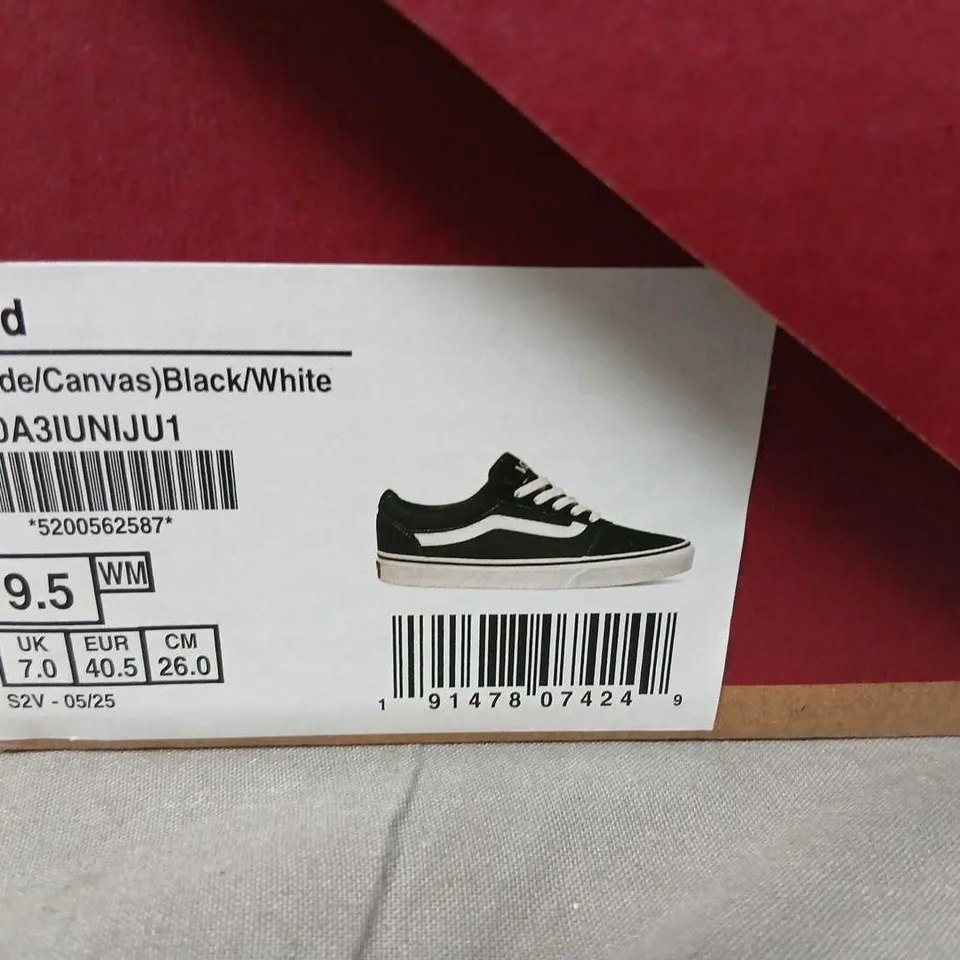 d
de/Canvas)Black/White
0A3IUNIJU1
*5200562587*
9.5 WM
UK EUR CM
7.0 40.5 26.0
S2V - 05/25
1 91478 07424 9